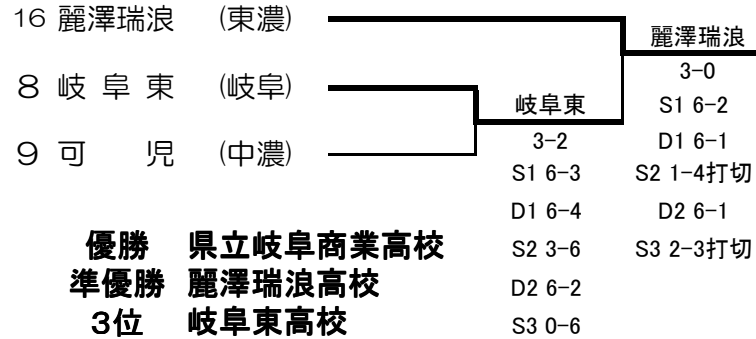 16 麗澤瑞浪 (東濃)
麗澤瑞浪
3-0
8 岐阜東 (岐阜)
岐阜東
S1 6-2
9 可児 (中濃)
3-2
D1 6-1
S1 6-3
S2 1-4打切
D1 6-4
D2 6-1
優勝 県立岐阜商業高校
S2 3-6
S3 2-3打切
準優勝 麗澤瑞浪高校
D2 6-2
3位 岐阜東高校
S3 0-6